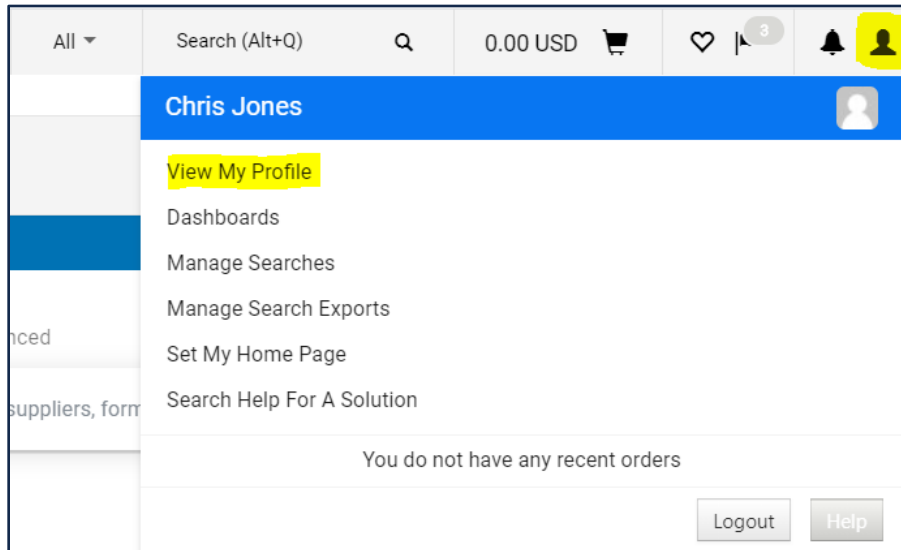 All
Search (Alt+Q)
0.00 USD
3
Chris Jones
View My Profile
Dashboards
Manage Searches
Manage Search Exports
nced
Set My Home Page
suppliers, form
Search Help For A Solution
You do not have any recent orders
Logout
Help